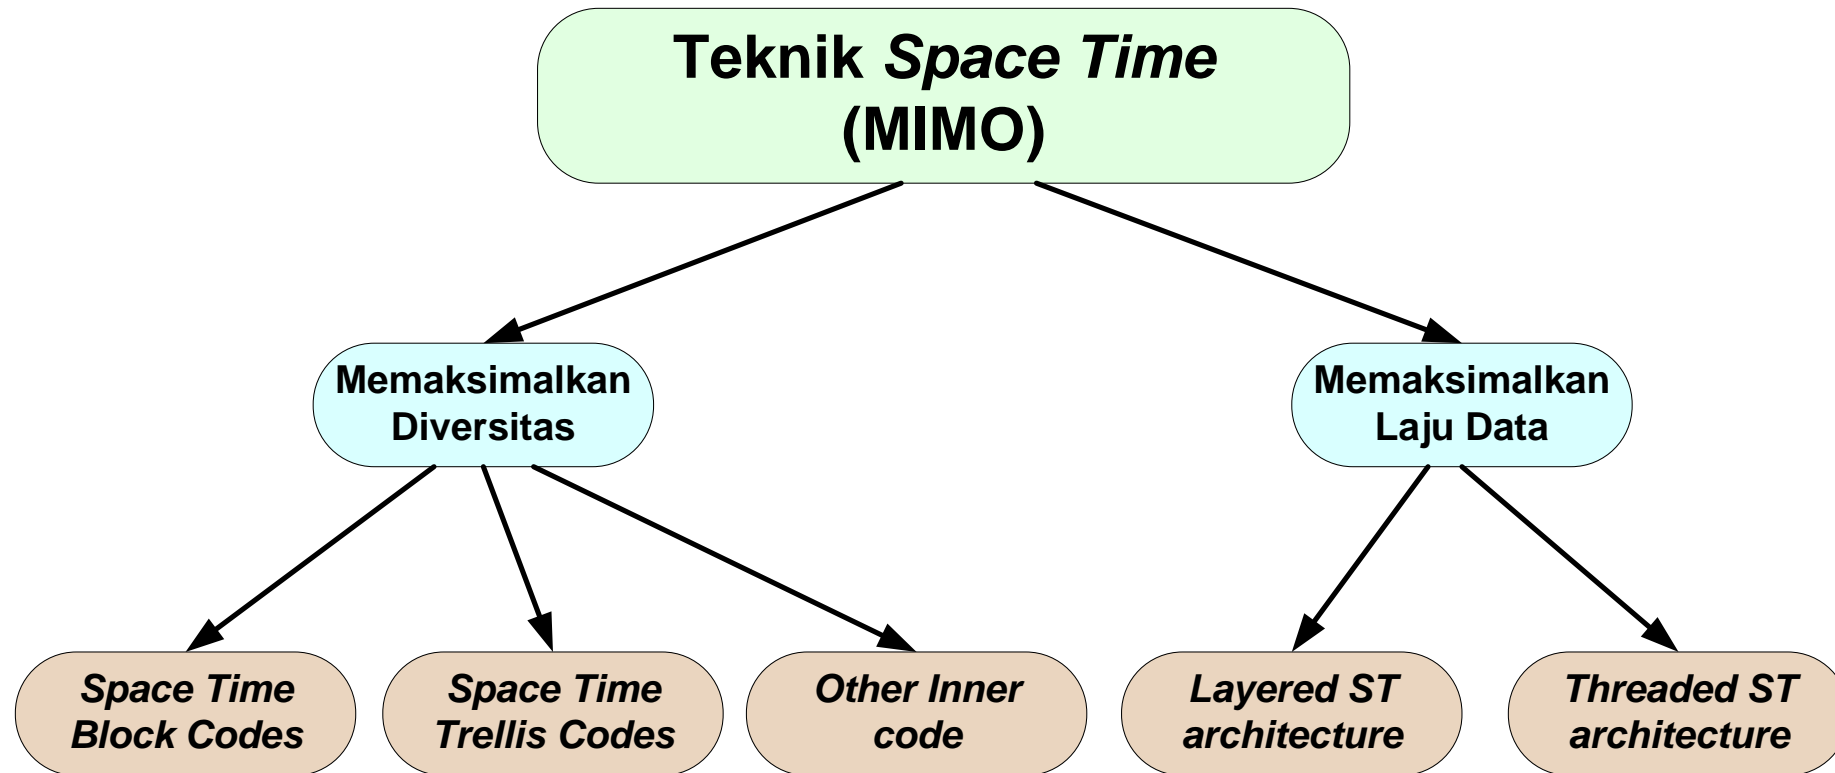 Teknik Space Time
(MIMO)
Memaksimalkan
Diversitas
Memaksimalkan
Laju Data
Space Time
Block Codes
Space Time
Trellis Codes
Other Inner
code
Layered ST
architecture
Threaded ST
architecture